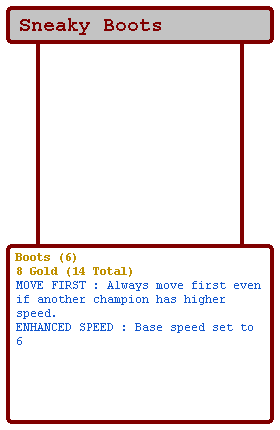 Sneaky Boots
Boots (6)
8 Gold (14 Total)
MOVE FIRST : Always move first even
if another champion has higher
speed.
ENHANCED SPEED : Base speed set to
6